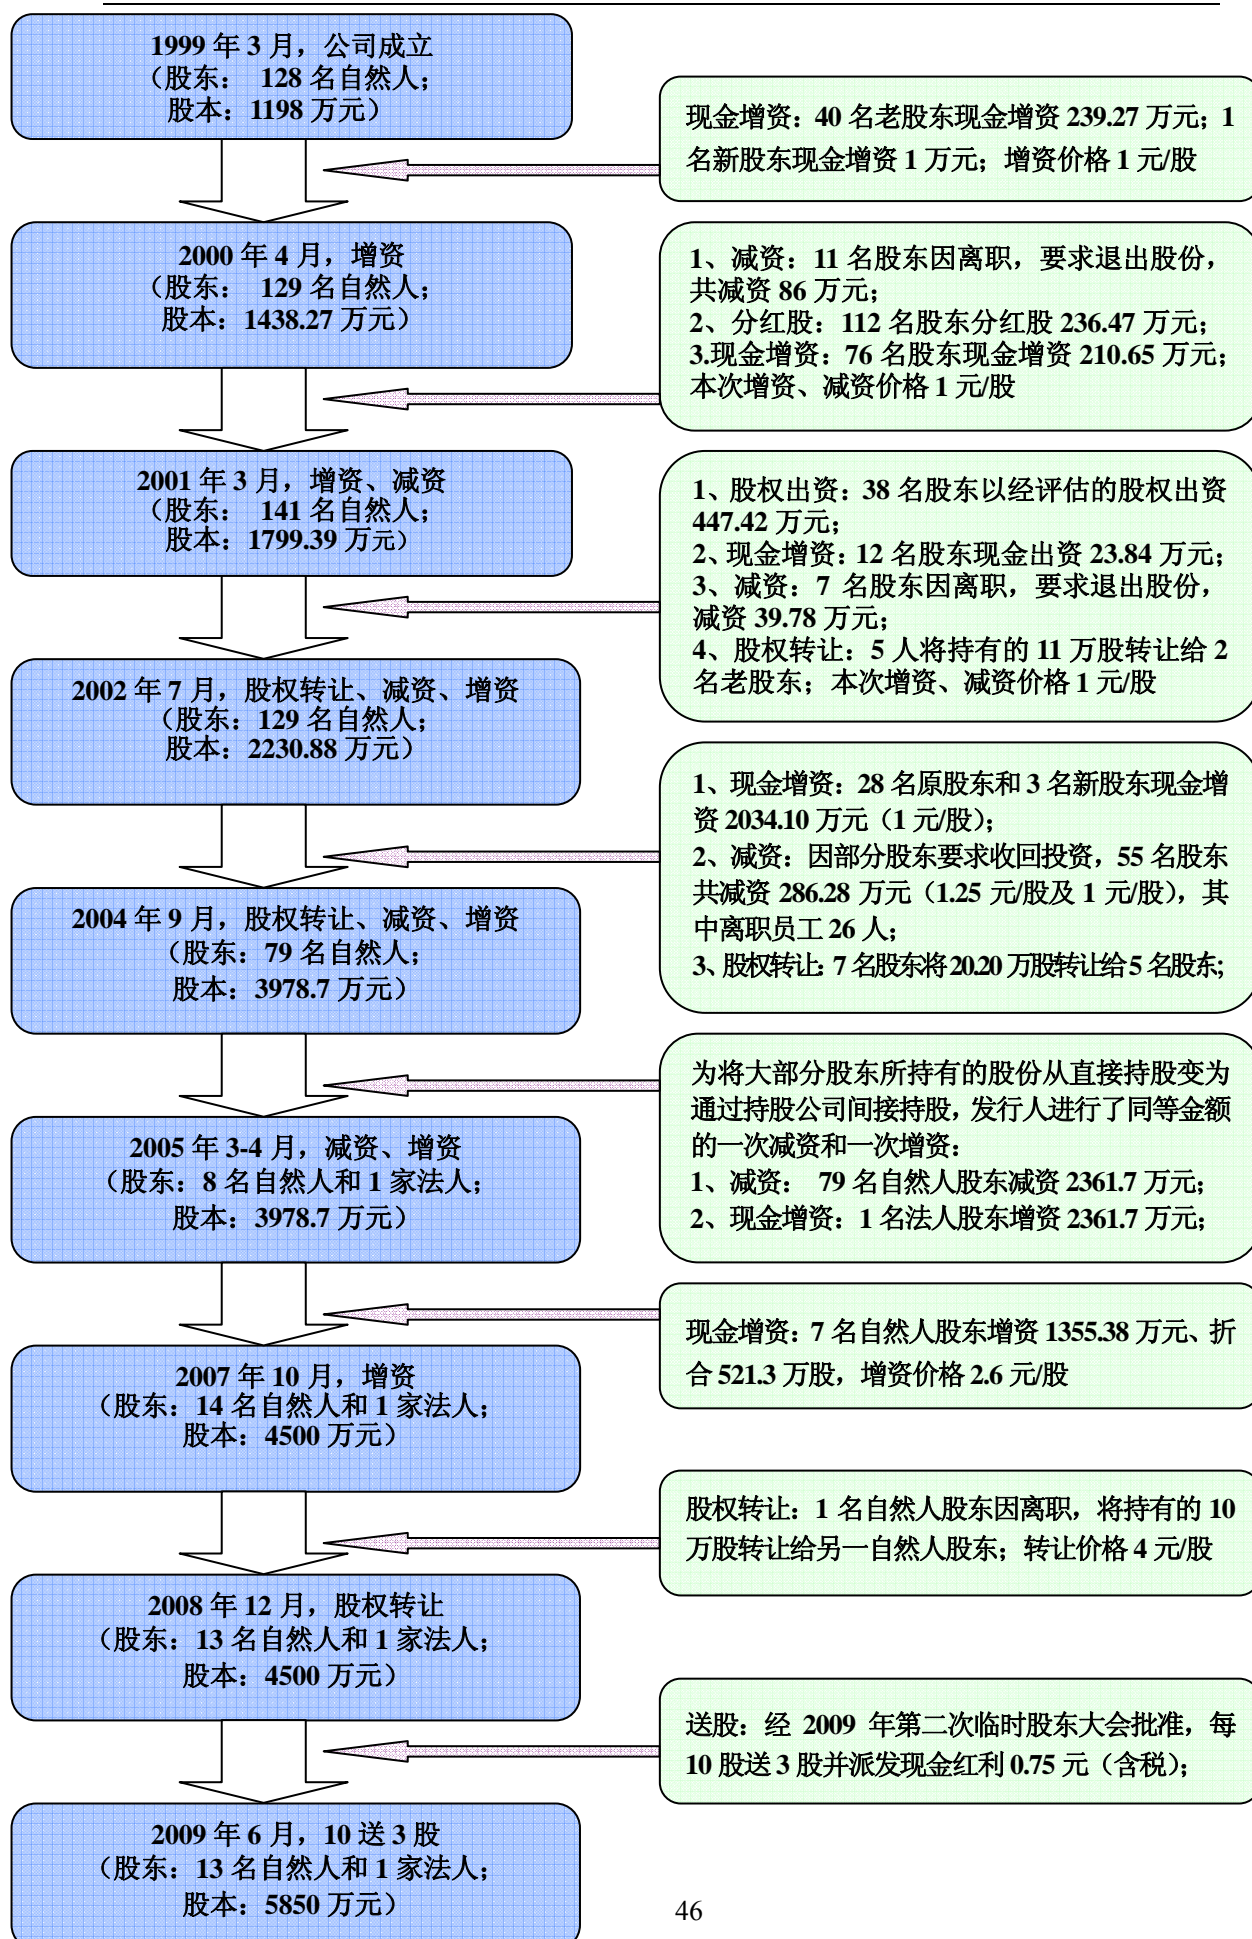 1999 年 3 月，公司成立
（股东： 128 名自然人；
股本：1198 万元）
现金增资：40 名老股东现金增资 239.27 万元；1
名新股东现金增资 1 万元；增资价格 1 元/股
2000 年 4 月，增资
（股东： 129 名自然人；
股本：1438.27 万元）
1、减资：11 名股东因离职，要求退出股份，
共减资 86 万元；
2、分红股：112 名股东分红股 236.47 万元；
3.现金增资：76 名股东现金增资 210.65 万元；
本次增资、减资价格 1 元/股
2001 年 3 月，增资、减资
（股东： 141 名自然人；
股本：1799.39 万元）
1、股权出资：38 名股东以经评估的股权出资
447.42 万元；
2、现金增资：12 名股东现金出资 23.84 万元；
3、减资：7 名股东因离职，要求退出股份，
减资 39.78 万元；
4、股权转让：5 人将持有的 11 万股转让给 2
名老股东；本次增资、减资价格 1 元/股
2002 年 7 月，股权转让、减资、增资
（股东：129 名自然人；
股本：2230.88 万元）
1、现金增资：28 名原股东和 3 名新股东现金增
资 2034.10 万元（1 元/股）；
2、减资：因部分股东要求收回投资，55 名股东
共减资 286.28 万元（1.25 元/股及 1 元/股），其
中离职员工 26 人；
3、股权转让：7 名股东将 20.20 万股转让给 5 名股东；
2004 年 9 月，股权转让、减资、增资
（股东：79 名自然人；
股本：3978.7 万元）
为将大部分股东所持有的股份从直接持股变为
通过持股公司间接持股，发行人进行了同等金额
的一次减资和一次增资：
1、减资： 79 名自然人股东减资 2361.7 万元；
2、现金增资：1 名法人股东增资 2361.7 万元；
2005 年 3-4 月，减资、增资
（股东：8 名自然人和 1 家法人；
股本：3978.7 万元）
现金增资：7 名自然人股东增资 1355.38 万元、折
合 521.3 万股，增资价格 2.6 元/股
2007 年 10 月，增资
（股东：14 名自然人和 1 家法人；
股本：4500 万元）
股权转让：1 名自然人股东因离职，将持有的 10
万股转让给另一自然人股东；转让价格 4 元/股
2008 年 12 月，股权转让
（股东：13 名自然人和 1 家法人；
股本：4500 万元）
送股：经 2009 年第二次临时股东大会批准，每
10 股送 3 股并派发现金红利 0.75 元（含税）；
2009 年 6 月，10 送 3 股
（股东：13 名自然人和 1 家法人；
股本：5850 万元）
46